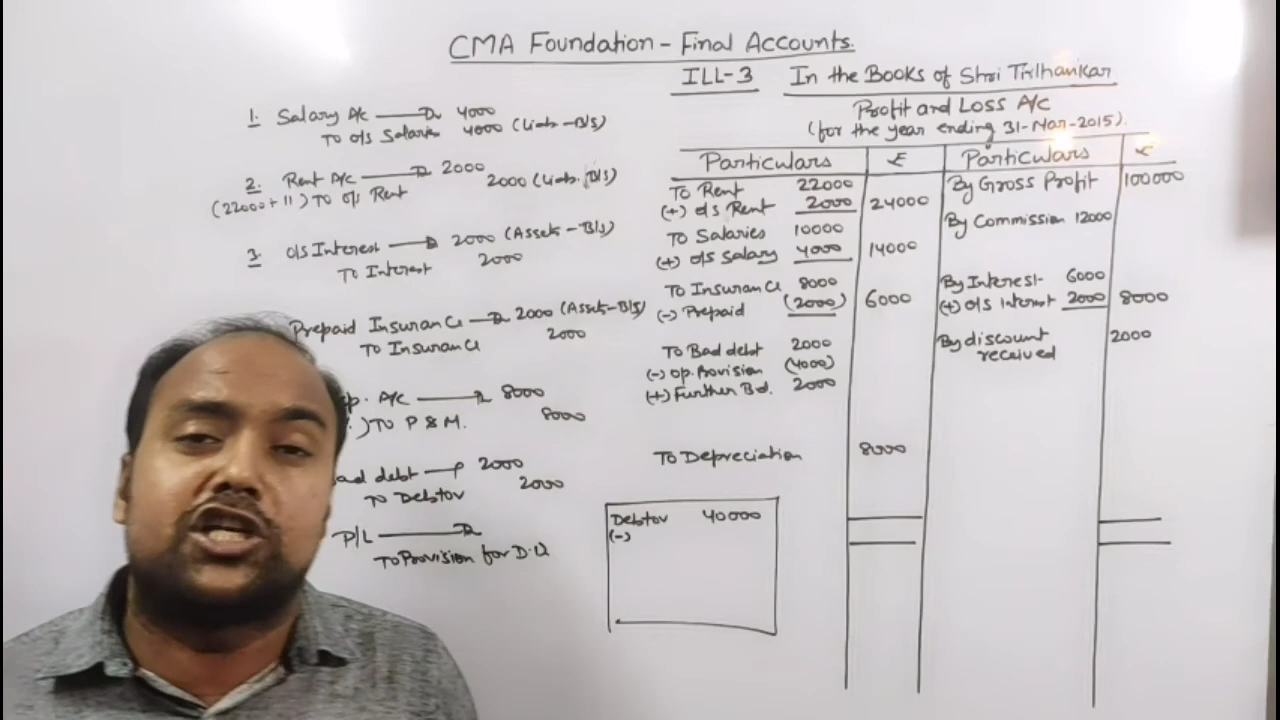 CMA Foundation - Final Accounts.
ILL-3 In the Books of Shri Tirthankar
Profit and Loss A/c
(for the year ending 31-Mar-2015).
1. Salary A/c → Dr 4000
To o/s Salaries 4000 (Liab-B/S)
2. Rent A/c → Dr 2000
(22000+11) To o/s Rent 2000 (Liab. B/S)
3. o/s Interest → Dr 2000 (Assets-B/S)
To Interest 2000
Prepaid Insurance → Dr 2000 (Assets-B/S)
To Insurance 2000
ep. A/c → Dr 8000
) To P & M. 8000
ad debt → 2000
To Debtor 2000
P/L → Dr
To Provision for D.D
Particulars ₹ Particulars ₹
To Rent 22000
(+) o/s Rent 2000 24000
To Salaries 10000
(+) o/s Salary 4000 14000
To Insurance 8000
(-) Prepaid (2000) 6000
To Bad debt 2000
(-) Op. Provision (4000)
(+) Further Bd. 2000
To Depreciation 8000
By Gross Profit 100000
By Commission 12000
By Interest 6000
(+) o/s Interst 2000 8000
By discount received 2000
Debtor 40000
(-)